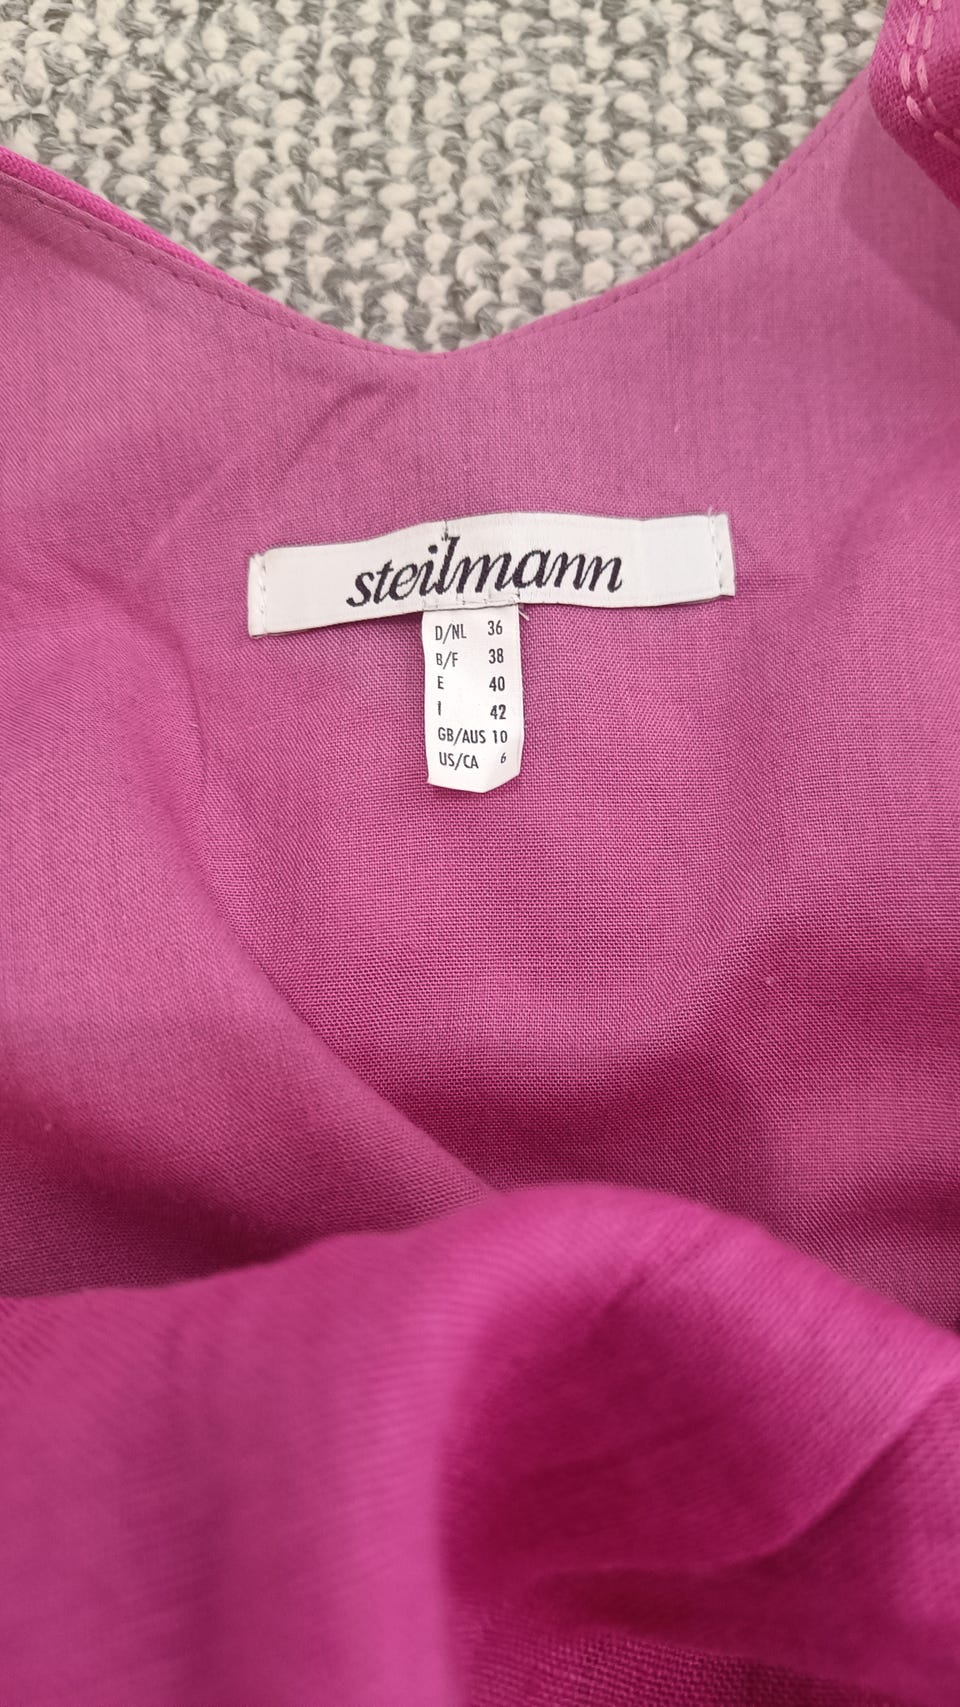 steilmann
D/NL 36
B/F 38
E 40
I 42
GB/AUS 10
US/CA 6